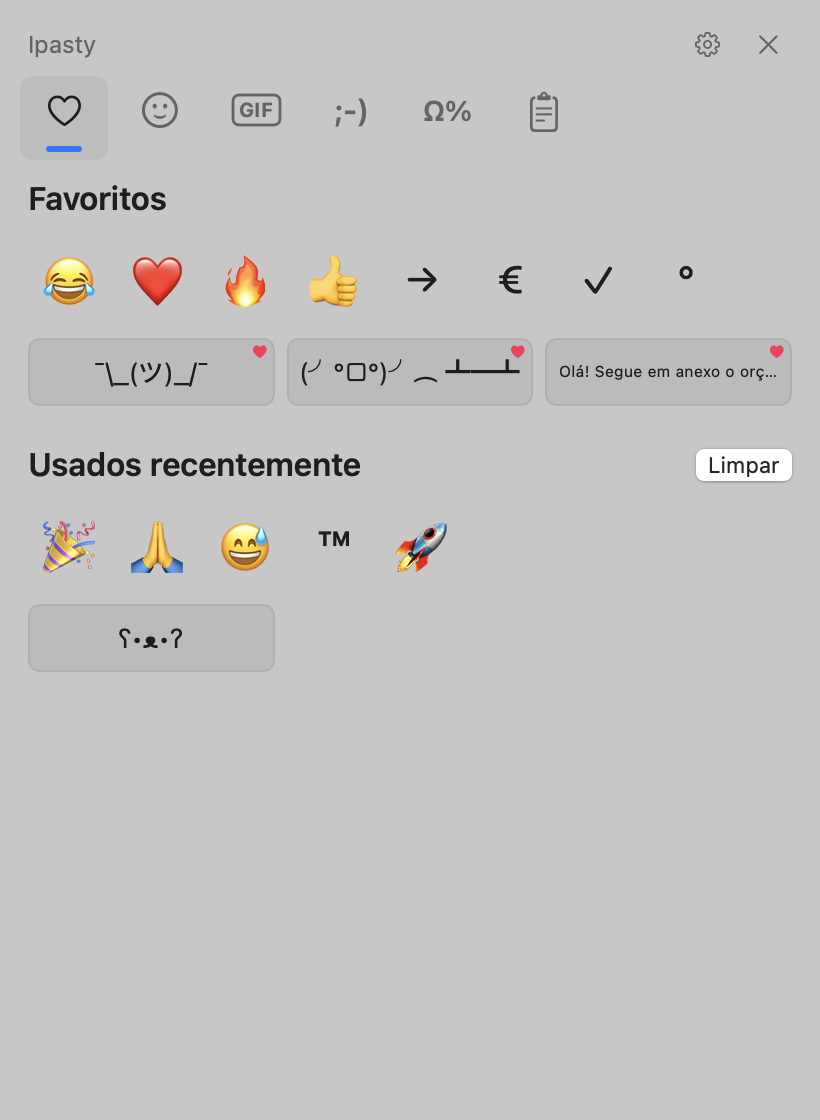 Ipasty
GIF ;-) Ω%
Favoritos
😂 ❤️ 🔥 👍 → € ✓ °
¯\_(ツ)_/¯ (╯°□°)╯︵ ┻━┻ Olá! Segue em anexo o orç…
Usados recentemente Limpar
🎉 🙏 😅 ™ 🚀
ʕ•ᴥ•ʔ